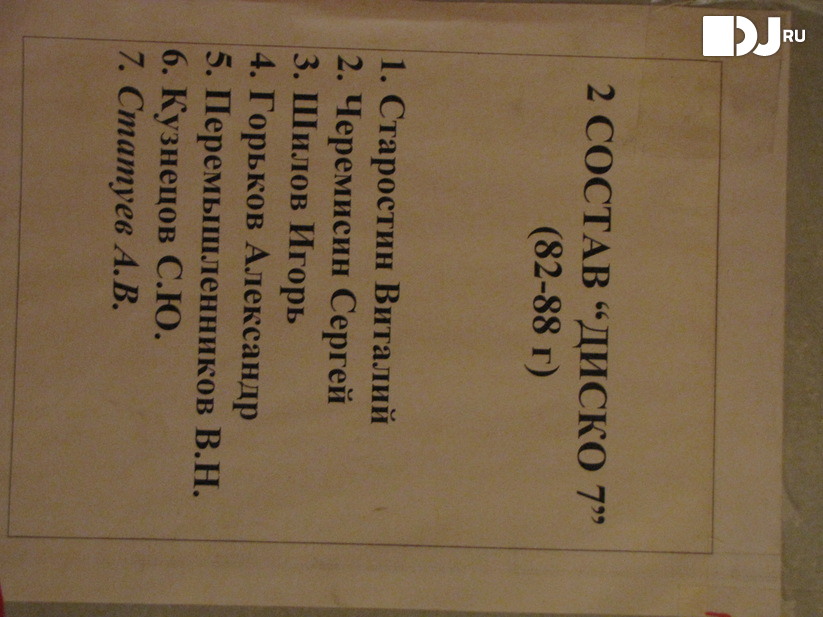 2 СОСТАВ “ДИСКО 7”
(82-88 г)
1. Старостин Виталий
2. Черемисин Сергей
3. Шилов Игорь
4. Горьков Александр
5. Перемышленников В.Н.
6. Кузнецов С.Ю.
7. Статуев А.В.
DJ RU